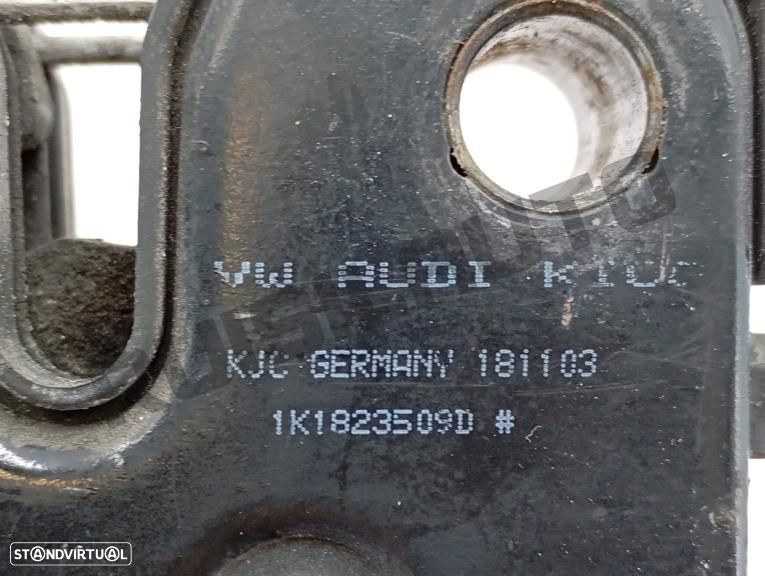 VW AUDI
KJC GERMANY 181103
1K1823509D #
STANDVIRTUAL